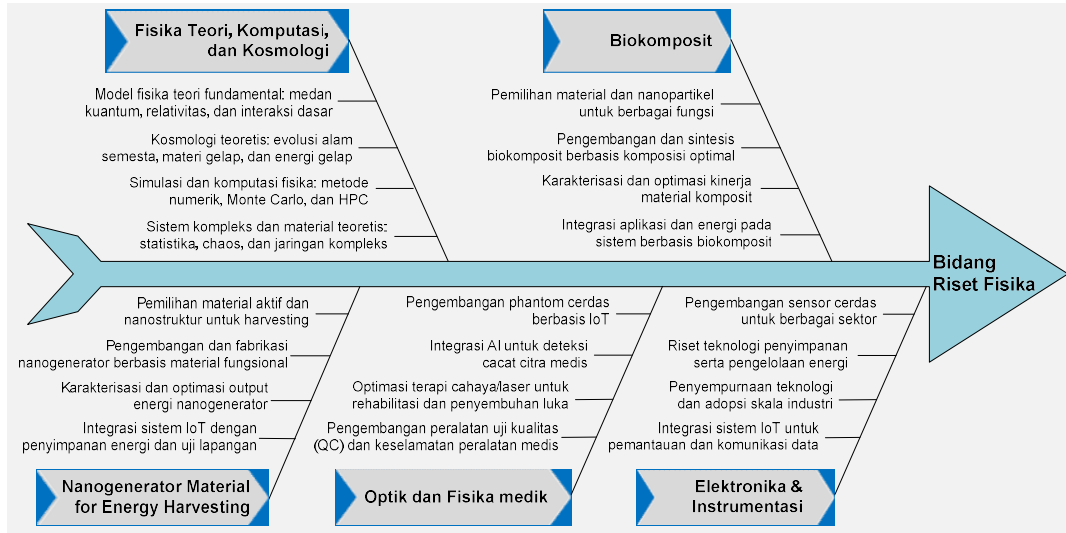 Fisika Teori, Komputasi,
dan Kosmologi
Model fisika teori fundamental: medan
kuantum, relativitas, dan interaksi dasar
Kosmologi teoretis: evolusi alam
semesta, materi gelap, dan energi gelap
Simulasi dan komputasi fisika: metode
numerik, Monte Carlo, dan HPC
Sistem kompleks dan material teoretis:
statistika, chaos, dan jaringan kompleks
Biokomposit
Pemilihan material dan nanopartikel
untuk berbagai fungsi
Pengembangan dan sintesis
biokomposit berbasis komposisi optimal
Karakterisasi dan optimasi kinerja
material komposit
Integrasi aplikasi dan energi pada
sistem berbasis biokomposit
Bidang
Riset Fisika
Pemilihan material aktif dan
nanostruktur untuk harvesting
Pengembangan dan fabrikasi
nanogenerator berbasis material fungsional
Karakterisasi dan optimasi output
energi nanogenerator
Integrasi sistem IoT dengan
penyimpanan energi dan uji lapangan
Nanogenerator Material
for Energy Harvesting
Pengembangan phantom cerdas
berbasis IoT
Integrasi AI untuk deteksi
cacat citra medis
Optimasi terapi cahaya/laser untuk
rehabilitasi dan penyembuhan luka
Pengembangan peralatan uji kualitas
(QC) dan keselamatan peralatan medis
Optik dan Fisika medik
Pengembangan sensor cerdas
untuk berbagai sektor
Riset teknologi penyimpanan
serta pengelolaan energi
Penyempurnaan teknologi
dan adopsi skala industri
Integrasi sistem IoT untuk
pemantauan dan komunikasi data
Elektronika &
Instrumentasi